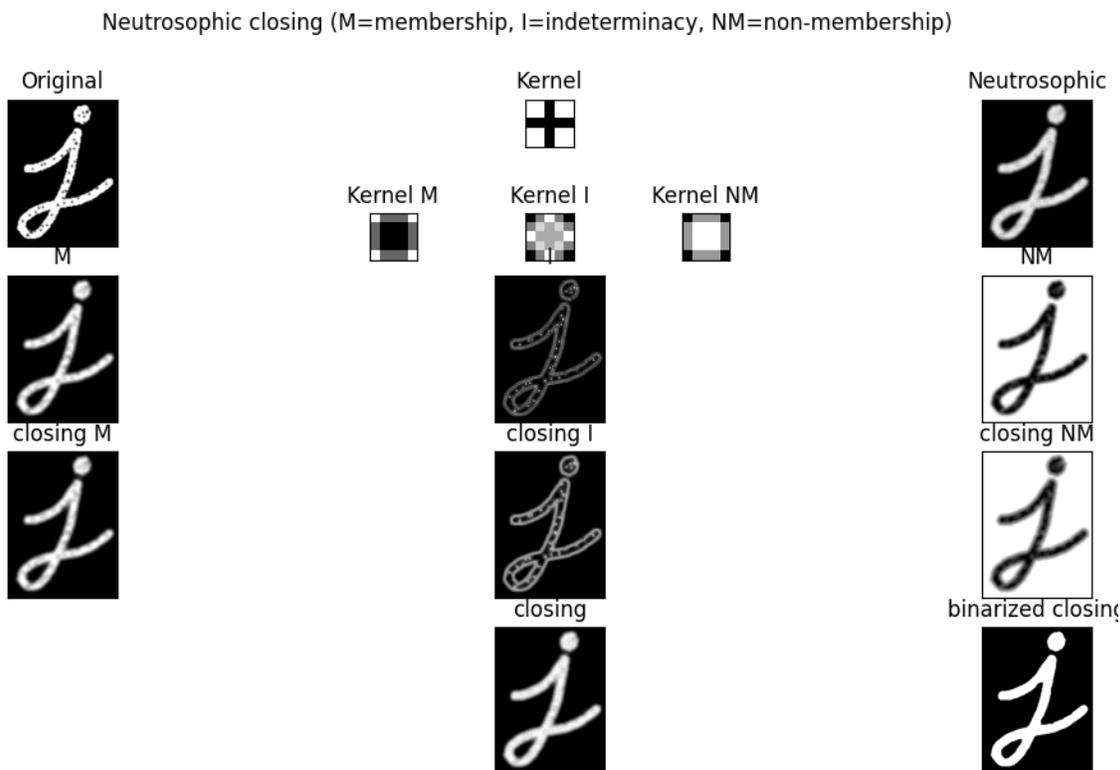 Neutrosophic closing (M=membership, I=indeterminacy, NM=non-membership)
Original
Kernel
Neutrosophic
Kernel M
Kernel I
Kernel NM
M
I
NM
closing M
closing I
closing NM
closing
binarized closing